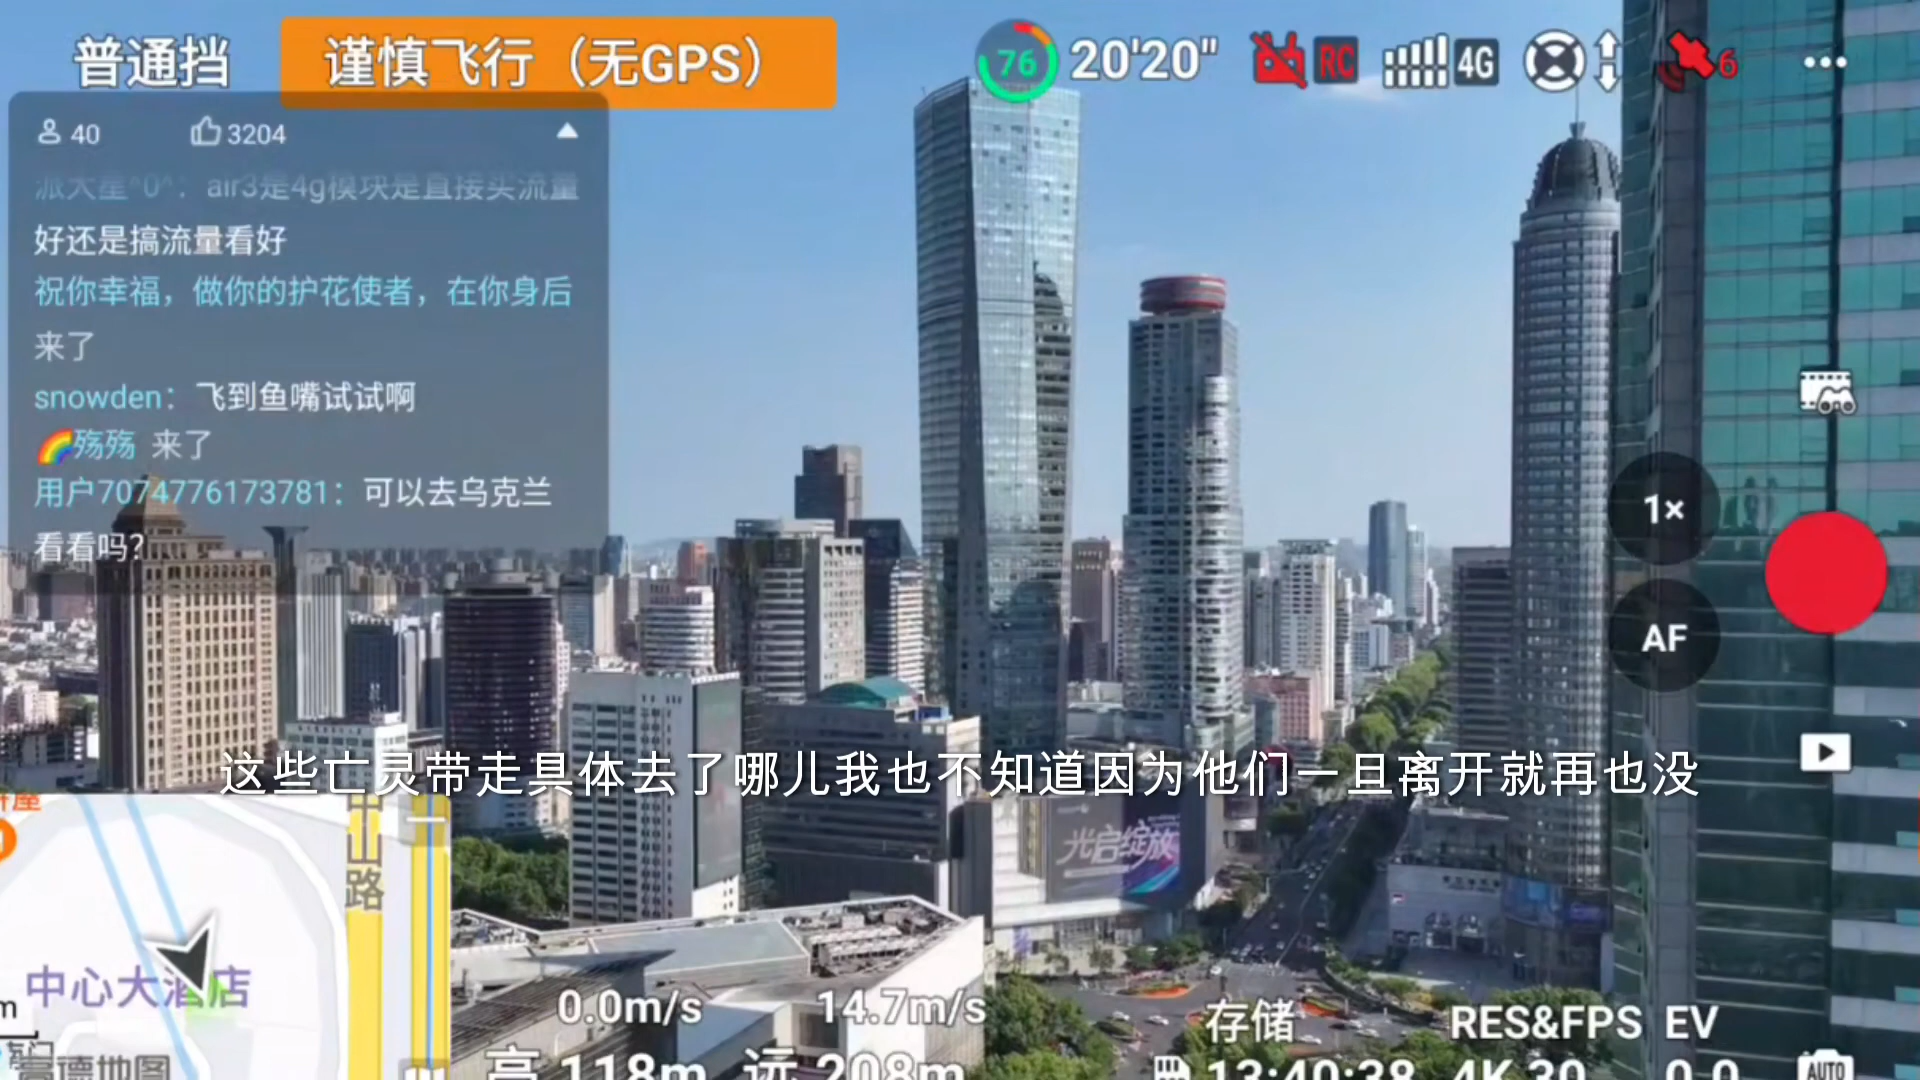 普通挡
谨慎飞行（无GPS）
76
20'20"
RC
4G
6
40
3204
派大星^0^：air3是4g模块是直接买流量
好还是搞流量看好
祝你幸福，做你的护花使者，在你身后
来了
snowden：飞到鱼嘴试试啊
🌈殇殇 来了
用户7074776173781：可以去乌克兰
看看吗？
1×
AF
这些亡灵带走具体去了哪儿我也不知道因为他们一旦离开就再也没
光启绽放
中山路
中心大酒店
高德地图
0.0m/s
14.7m/s
高 118m
远 208m
存储
13:40:38
RES&FPS
4K 30
EV
0.0
AUTO